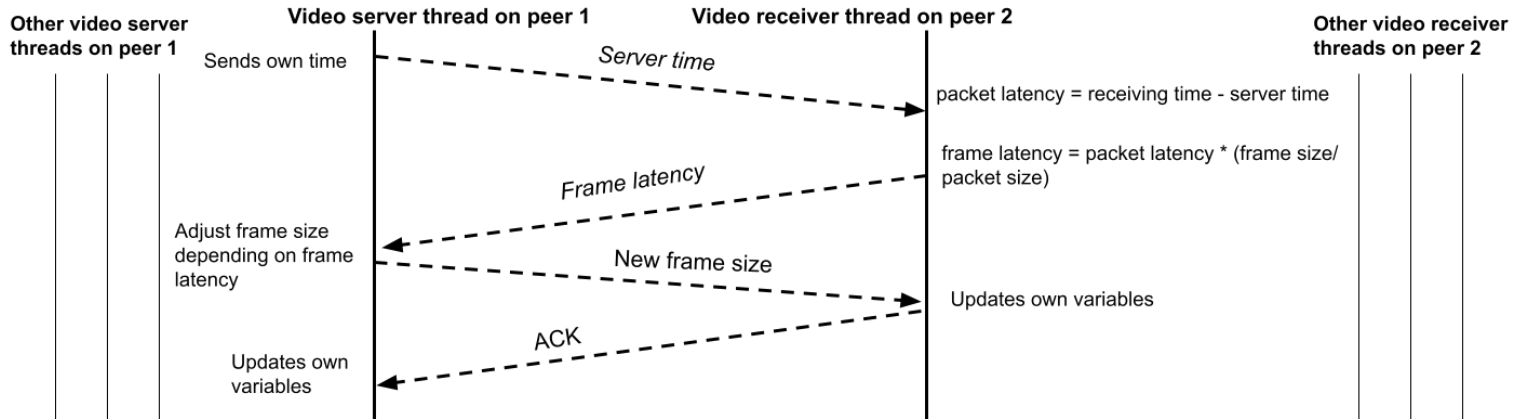 Other video server
threads on peer 1
Video server thread on peer 1
Video receiver thread on peer 2
Other video receiver
threads on peer 2
Sends own time
Server time
packet latency = receiving time - server time
frame latency = packet latency * (frame size/
packet size)
Frame latency
Adjust frame size
depending on frame
latency
New frame size
Updates own variables
ACK
Updates own
variables